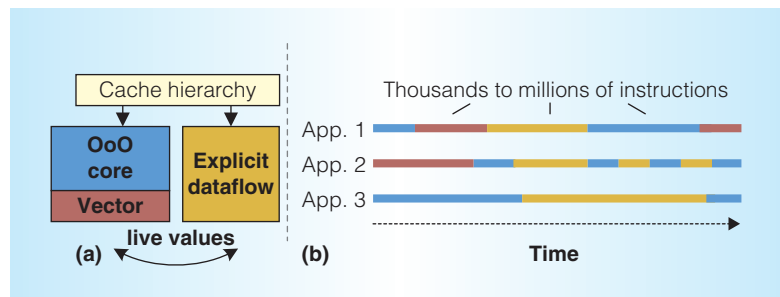 Cache hierarchy
OoO
core
Vector
Explicit
dataflow
live values
(a)
Thousands to millions of instructions
App. 1
App. 2
App. 3
(b)
Time